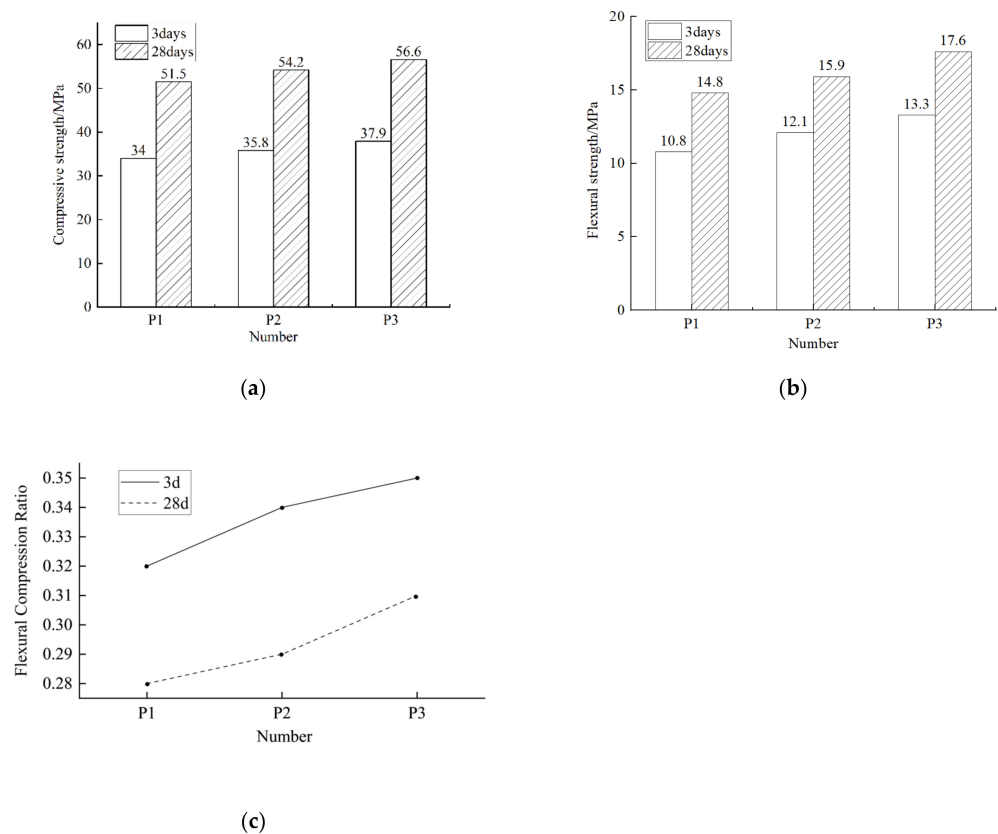 3days
28days
60
50
40
30
20
10
0
Compressive strength/MPa
34
51.5
35.8
54.2
37.9
56.6
P1 P2 P3
Number
(a)
3days
28days
20
15
10
5
0
Flexural strength/MPa
10.8
14.8
12.1
15.9
13.3
17.6
P1 P2 P3
Number
(b)
3d
28d
0.35
0.34
0.33
0.32
0.31
0.30
0.29
0.28
Flexural Compression Ratio
P1 P2 P3
Number
(c)